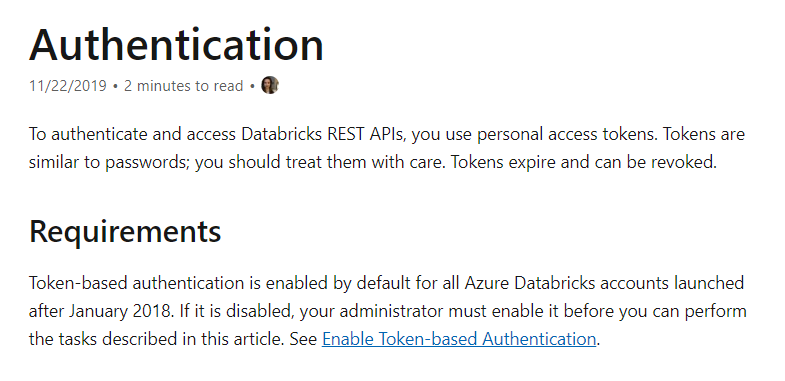 Authentication
11/22/2019 • 2 minutes to read •
To authenticate and access Databricks REST APIs, you use personal access tokens. Tokens are
similar to passwords; you should treat them with care. Tokens expire and can be revoked.
Requirements
Token-based authentication is enabled by default for all Azure Databricks accounts launched
after January 2018. If it is disabled, your administrator must enable it before you can perform
the tasks described in this article. See Enable Token-based Authentication.